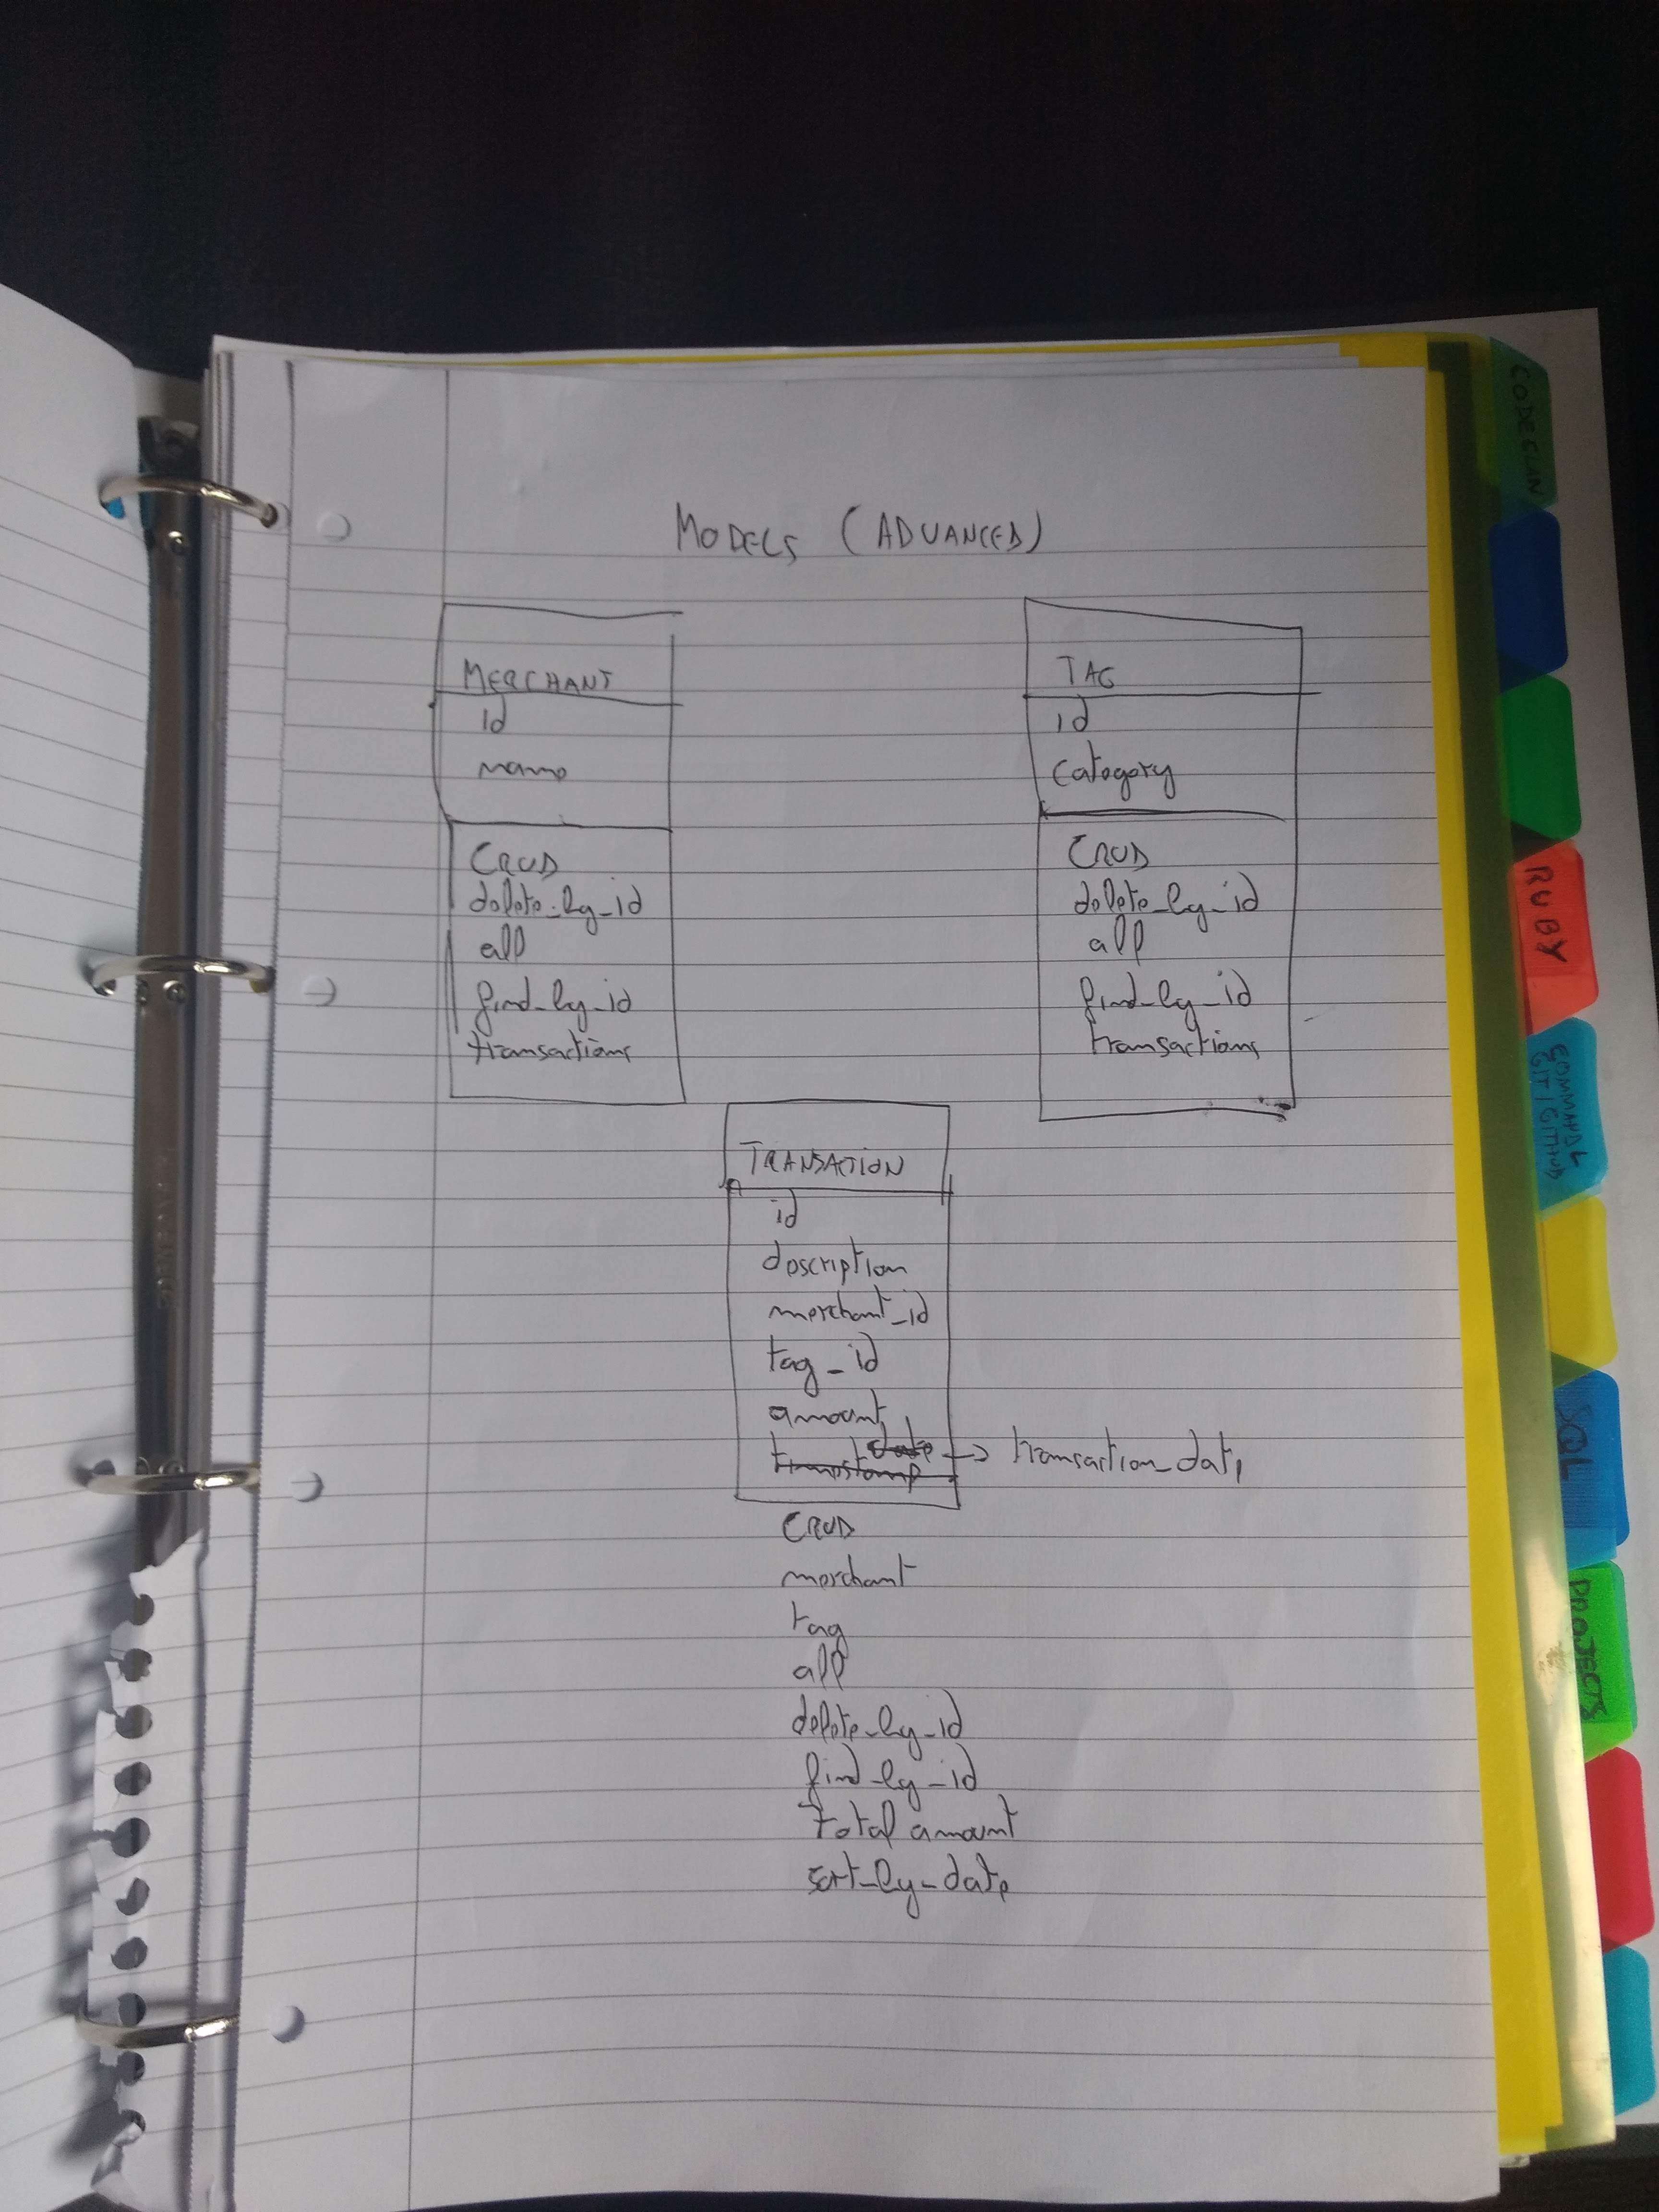 MODELS (ADVANCED)
MERCHANT
id
name
CRUD
delete_by_id
all
find_by_id
transactions
TAG
id
category
CRUD
delete_by_id
all
find_by_id
transactions
TRANSACTION
id
description
merchant_id
tag_id
amount
date
timestamp → transaction_date
CRUD
merchant
tag
all
delete_by_id
find_by_id
total amount
sort_by_date
CODECLAN
RUBY
COMMANDS
GIT / GITHUB
SQL
PROJECTS